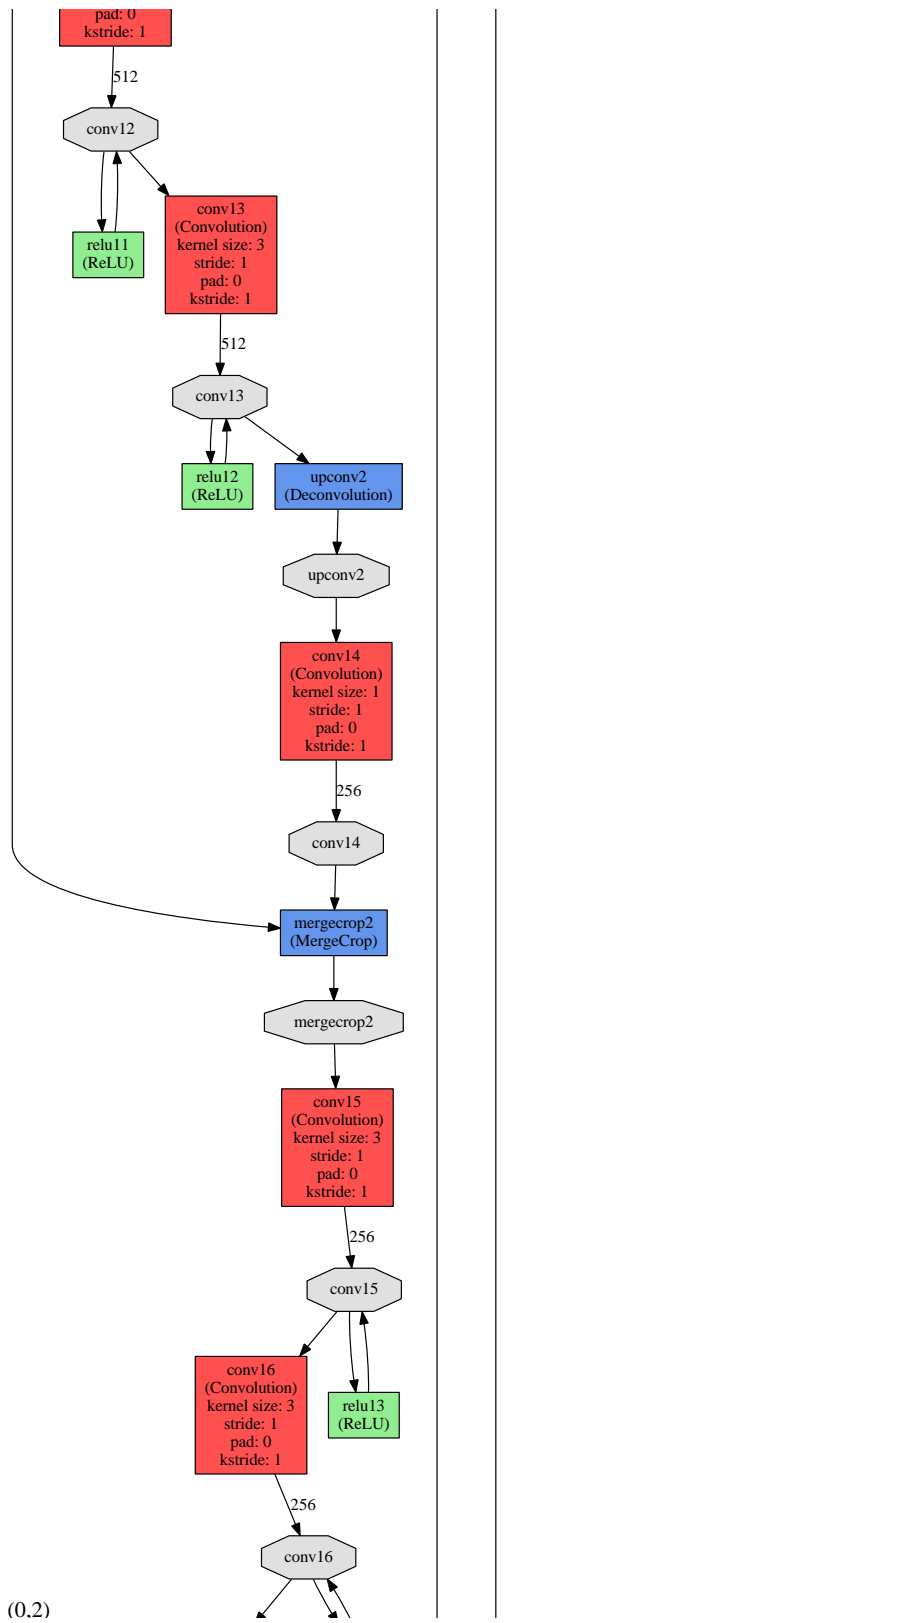 pad: 0
kstride: 1
512
conv12
conv13
(Convolution)
kernel size: 3
stride: 1
pad: 0
kstride: 1
relu11
(ReLU)
512
conv13
relu12
(ReLU)
upconv2
(Deconvolution)
upconv2
conv14
(Convolution)
kernel size: 1
stride: 1
pad: 0
kstride: 1
256
conv14
mergecrop2
(MergeCrop)
mergecrop2
conv15
(Convolution)
kernel size: 3
stride: 1
pad: 0
kstride: 1
256
conv15
conv16
(Convolution)
kernel size: 3
stride: 1
pad: 0
kstride: 1
relu13
(ReLU)
256
conv16
(0,2)